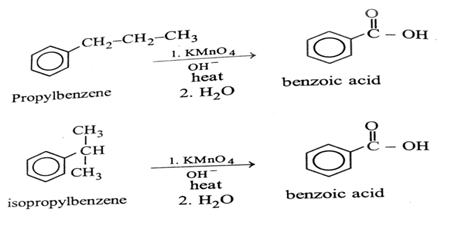 CH₂–CH₂–CH₃
1. KMnO₄
OH⁻
heat
2. H₂O
O
C – OH
Propylbenzene
benzoic acid
CH₃
CH
CH₃
1. KMnO₄
OH⁻
heat
2. H₂O
O
C – OH
isopropylbenzene
benzoic acid